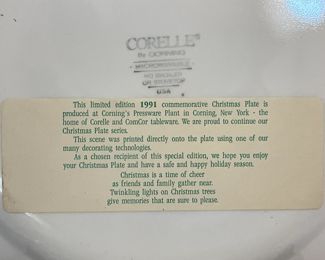 CORELLE®
By CORNING
MICROWAVABLE
NO BROILER
OR STOVETOP
USA
This limited edition 1991 commemorative Christmas Plate is
produced at Corning's Pressware Plant in Corning, New York - the
home of Corelle and ComCor tableware. We are proud to continue our
Christmas Plate series.
This scene was printed directly onto the plate using one of our
many decorating technologies.
As a chosen recipient of this special edition, we hope you enjoy
your Christmas Plate and have a safe and happy holiday season.
Christmas is a time of cheer
as friends and family gather near.
Twinkling lights on Christmas trees
give memories that are sure to please.